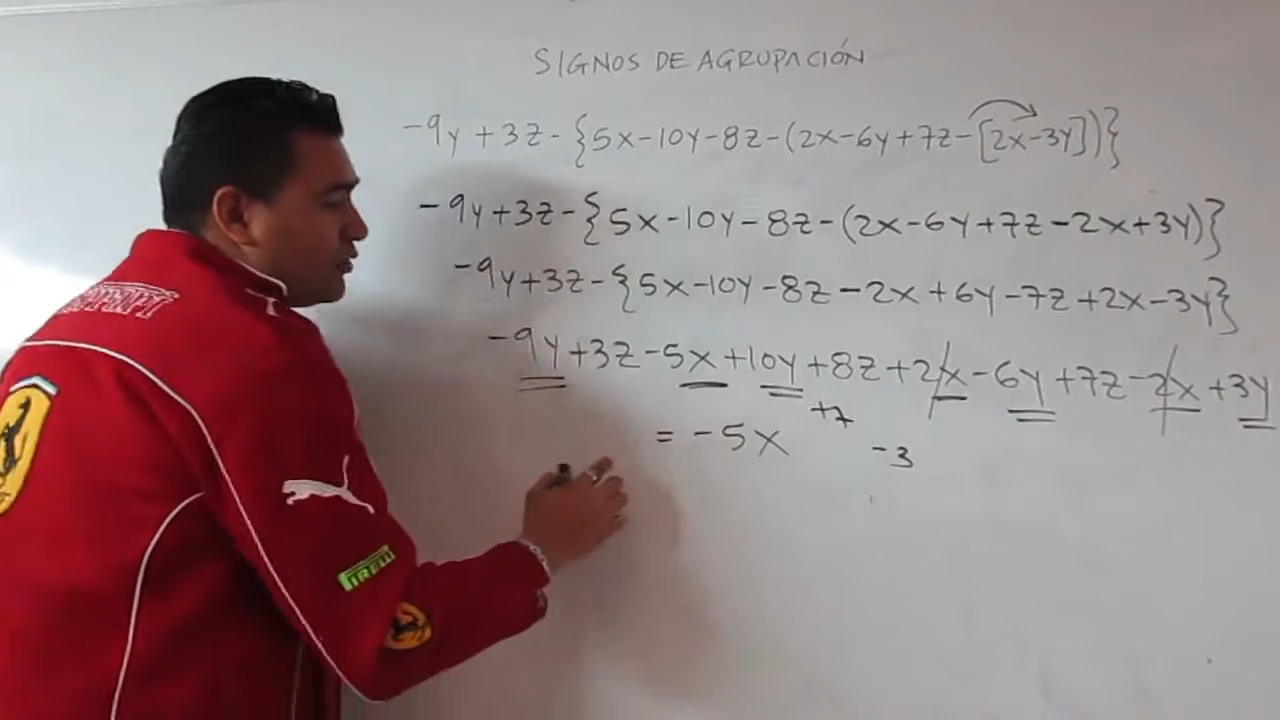 SIGNOS DE AGRUPACIÓN
-9y+3z-{5x-10y-8z-(2x-6y+7z-[2x-3y])}
-9y+3z-{5x-10y-8z-(2x-6y+7z-2x+3y)}
-9y+3z-{5x-10y-8z-2x+6y-7z+2x-3y}
-9y+3z-5x+10y+8z+2x-6y+7z-2x+3y
+7
= -5x
-3
Ferrari
PIRELLI